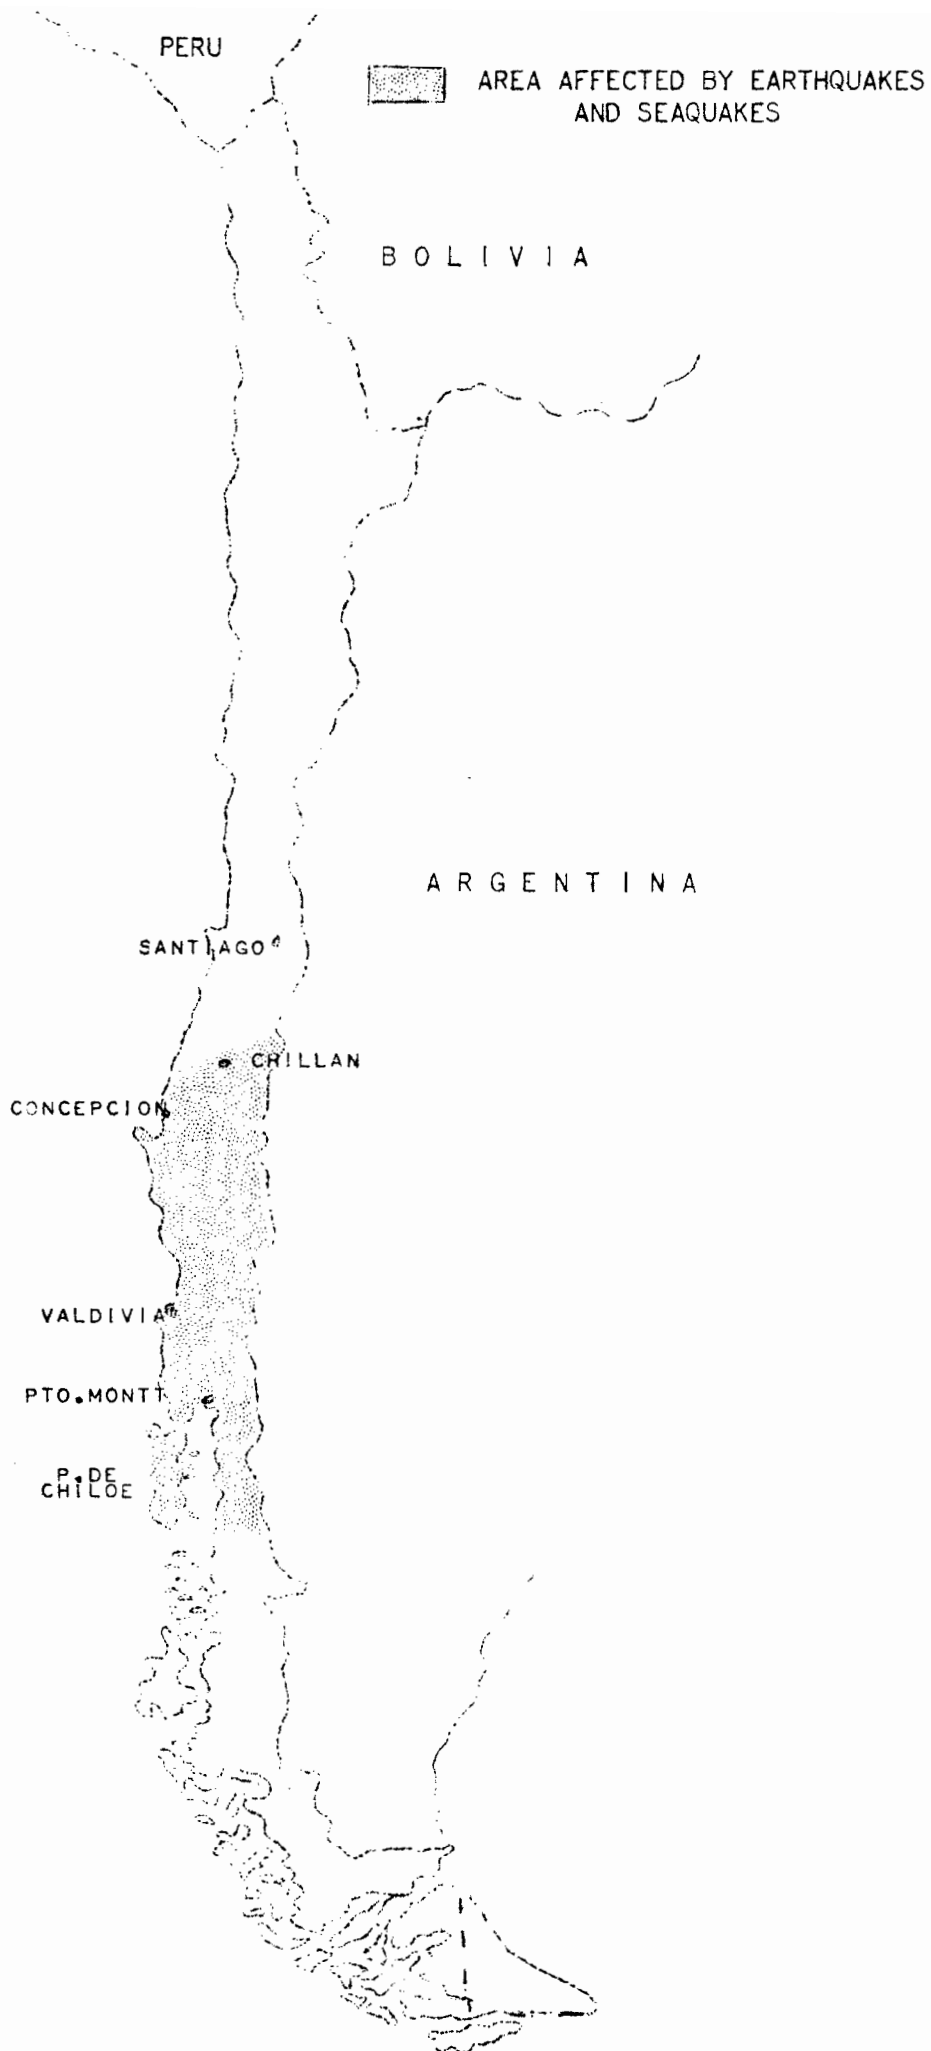 PERU
AREA AFFECTED BY EARTHQUAKES
AND SEAQUAKES
BOLIVIA
ARGENTINA
SANTIAGO
CHILLAN
CONCEPCION
VALDIVIA
PTO.MONTT
P.DE
CHILOE